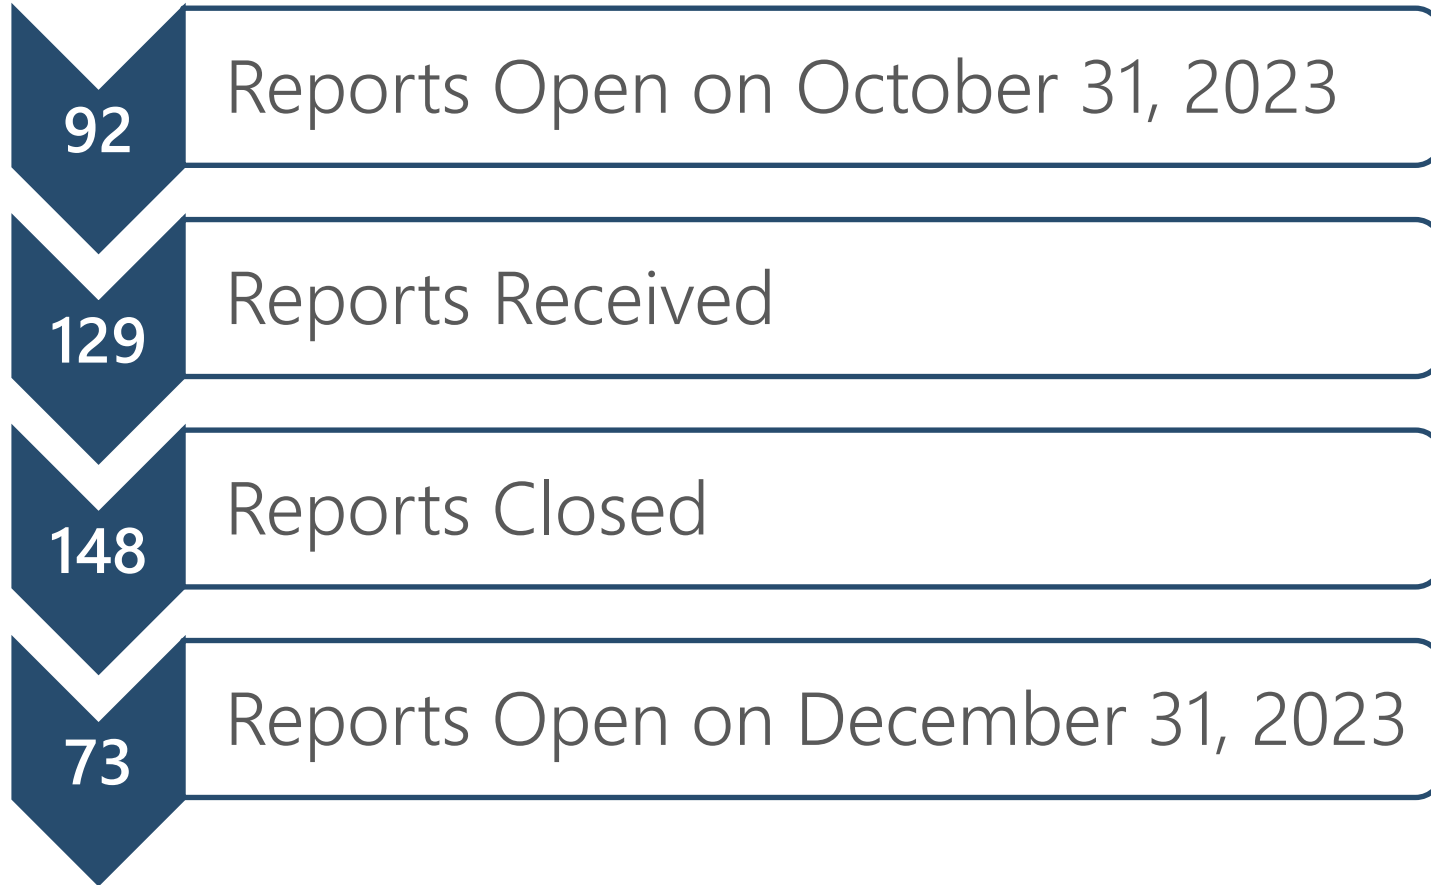 92
Reports Open on October 31, 2023
129
Reports Received
148
Reports Closed
73
Reports Open on December 31, 2023